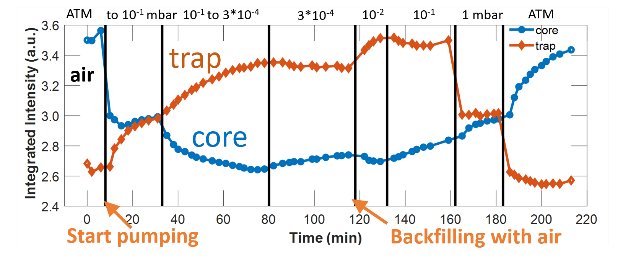 ATM to 10-1 mbar 10-1 to 3*10-4 3*10-4 10-2 10-1 1 mbar ATM
3.6
3.4
3.2
3.0
2.8
2.6
2.4
Integrated Intensity (a.u.)
air
trap
core
core
trap
0 20 40 60 80 100 120 140 160 180 200 220
Start pumping
Time (min)
Backfilling with air